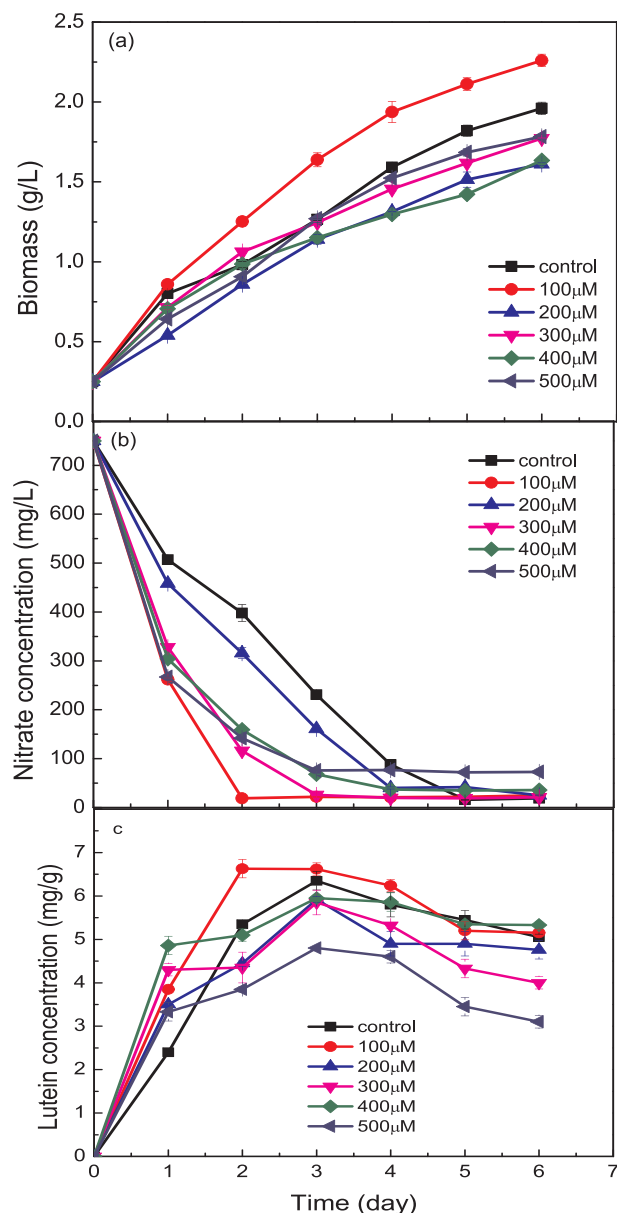 (a)
2.5
2.0
1.5
1.0
0.5
0.0
Biomass (g/L)
control
100μM
200μM
300μM
400μM
500μM
(b)
700
600
500
400
300
200
100
0
Nitrate concentration (mg/L)
control
100μM
200μM
300μM
400μM
500μM
c
7
6
5
4
3
2
1
0
Lutein concentration (mg/g)
control
100μM
200μM
300μM
400μM
500μM
0 1 2 3 4 5 6 7
Time (day)